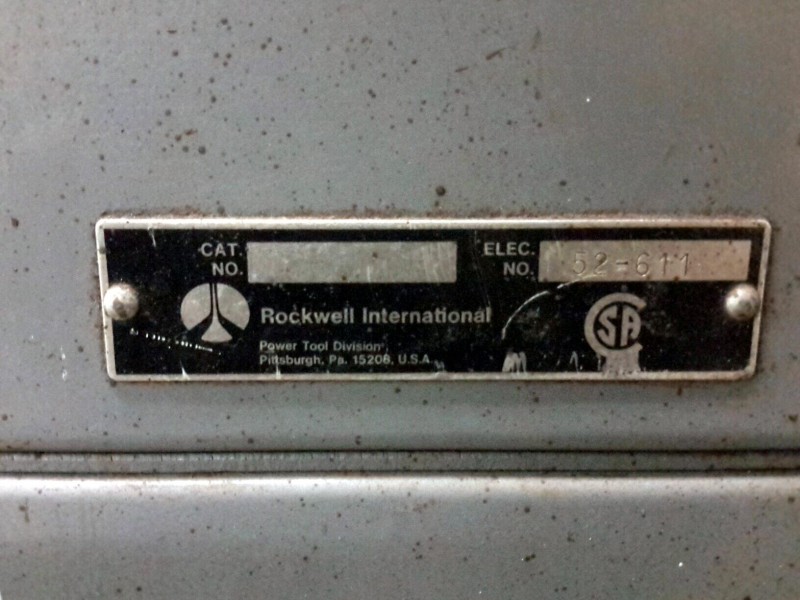 CAT. NO.
ELEC. NO. 52-611
Rockwell International
Power Tool Division
Pittsburgh, Pa. 15208, U.S.A.
SA